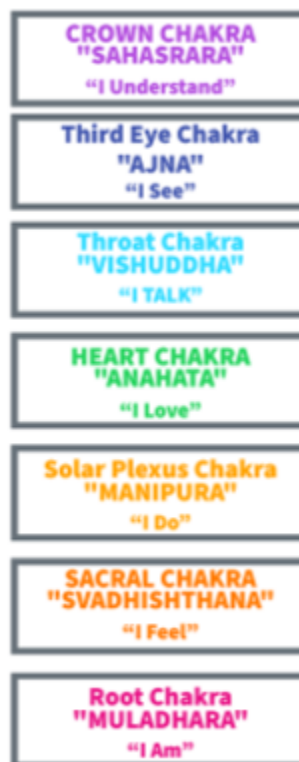 CROWN CHAKRA
"SAHASRARA"
“I Understand”
Third Eye Chakra
"AJNA"
“I See”
Throat Chakra
"VISHUDDHA"
“I TALK”
HEART CHAKRA
"ANAHATA"
“I Love”
Solar Plexus Chakra
"MANIPURA"
“I Do”
SACRAL CHAKRA
"SVADHISHTHANA"
“I Feel”
Root Chakra
"MULADHARA"
“I Am”